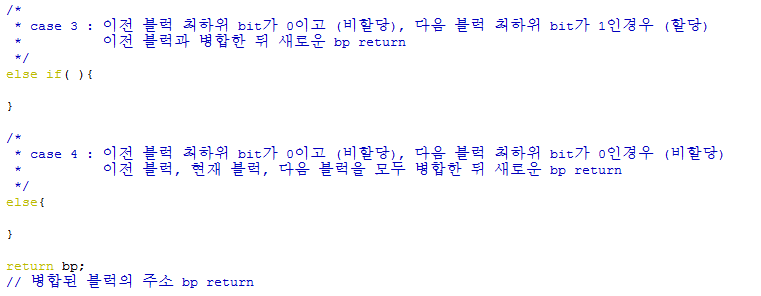 /*
 * case 3 : 이전 블럭 최하위 bit가 0이고 (비할당), 다음 블럭 최하위 bit가 1인경우 (할당)
 *          이전 블럭과 병합한 뒤 새로운 bp return
 */
else if( ){
}
/*
 * case 4 : 이전 블럭 최하위 bit가 0이고 (비할당), 다음 블럭 최하위 bit가 0인경우 (비할당)
 *          이전 블럭, 현재 블럭, 다음 블럭을 모두 병합한 뒤 새로운 bp return
 */
else{
}
return bp;
// 병합된 블럭의 주소 bp return